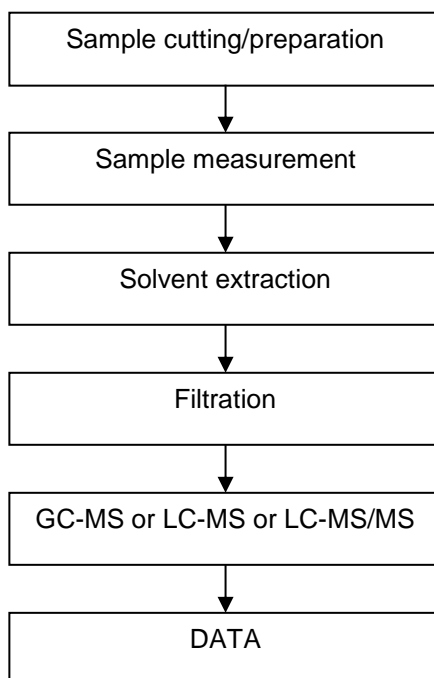 Sample cutting/preparation
Sample measurement
Solvent extraction
Filtration
GC-MS or LC-MS or LC-MS/MS
DATA